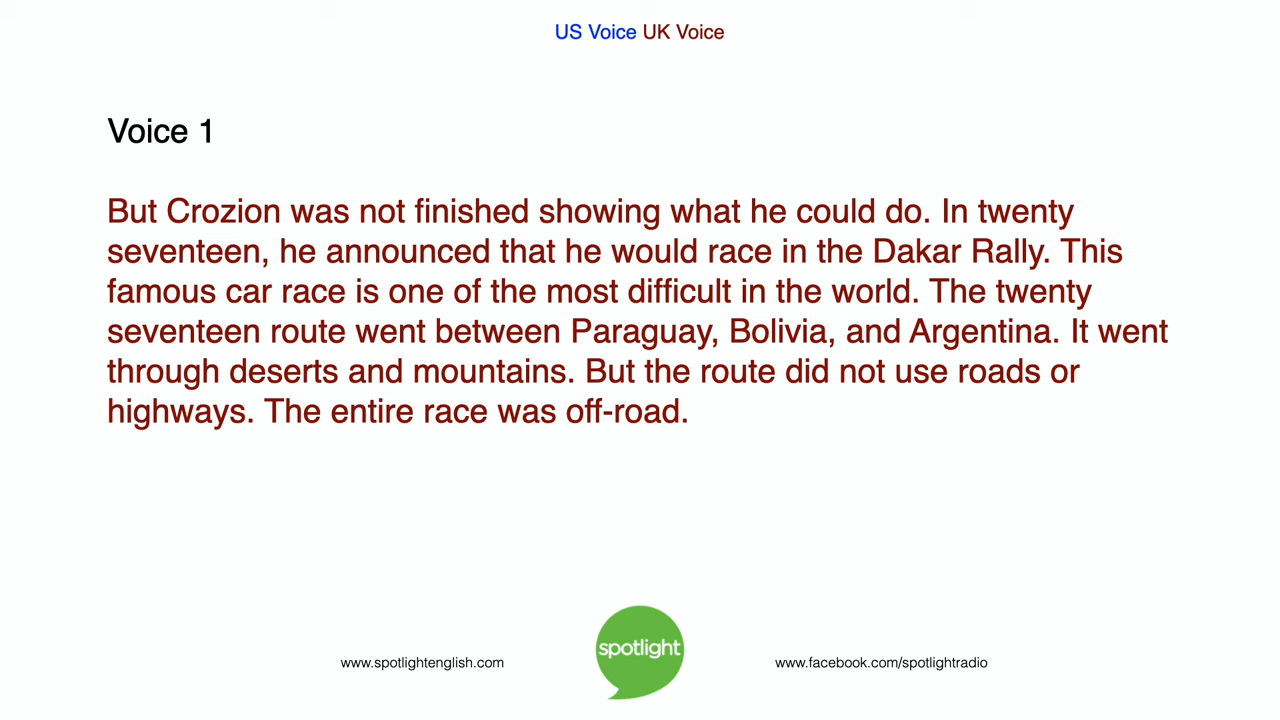 US Voice UK Voice
Voice 1
But Crozion was not finished showing what he could do. In twenty
seventeen, he announced that he would race in the Dakar Rally. This
famous car race is one of the most difficult in the world. The twenty
seventeen route went between Paraguay, Bolivia, and Argentina. It went
through deserts and mountains. But the route did not use roads or
highways. The entire race was off-road.
spotlight
www.spotlightenglish.com
www.facebook.com/spotlightradio